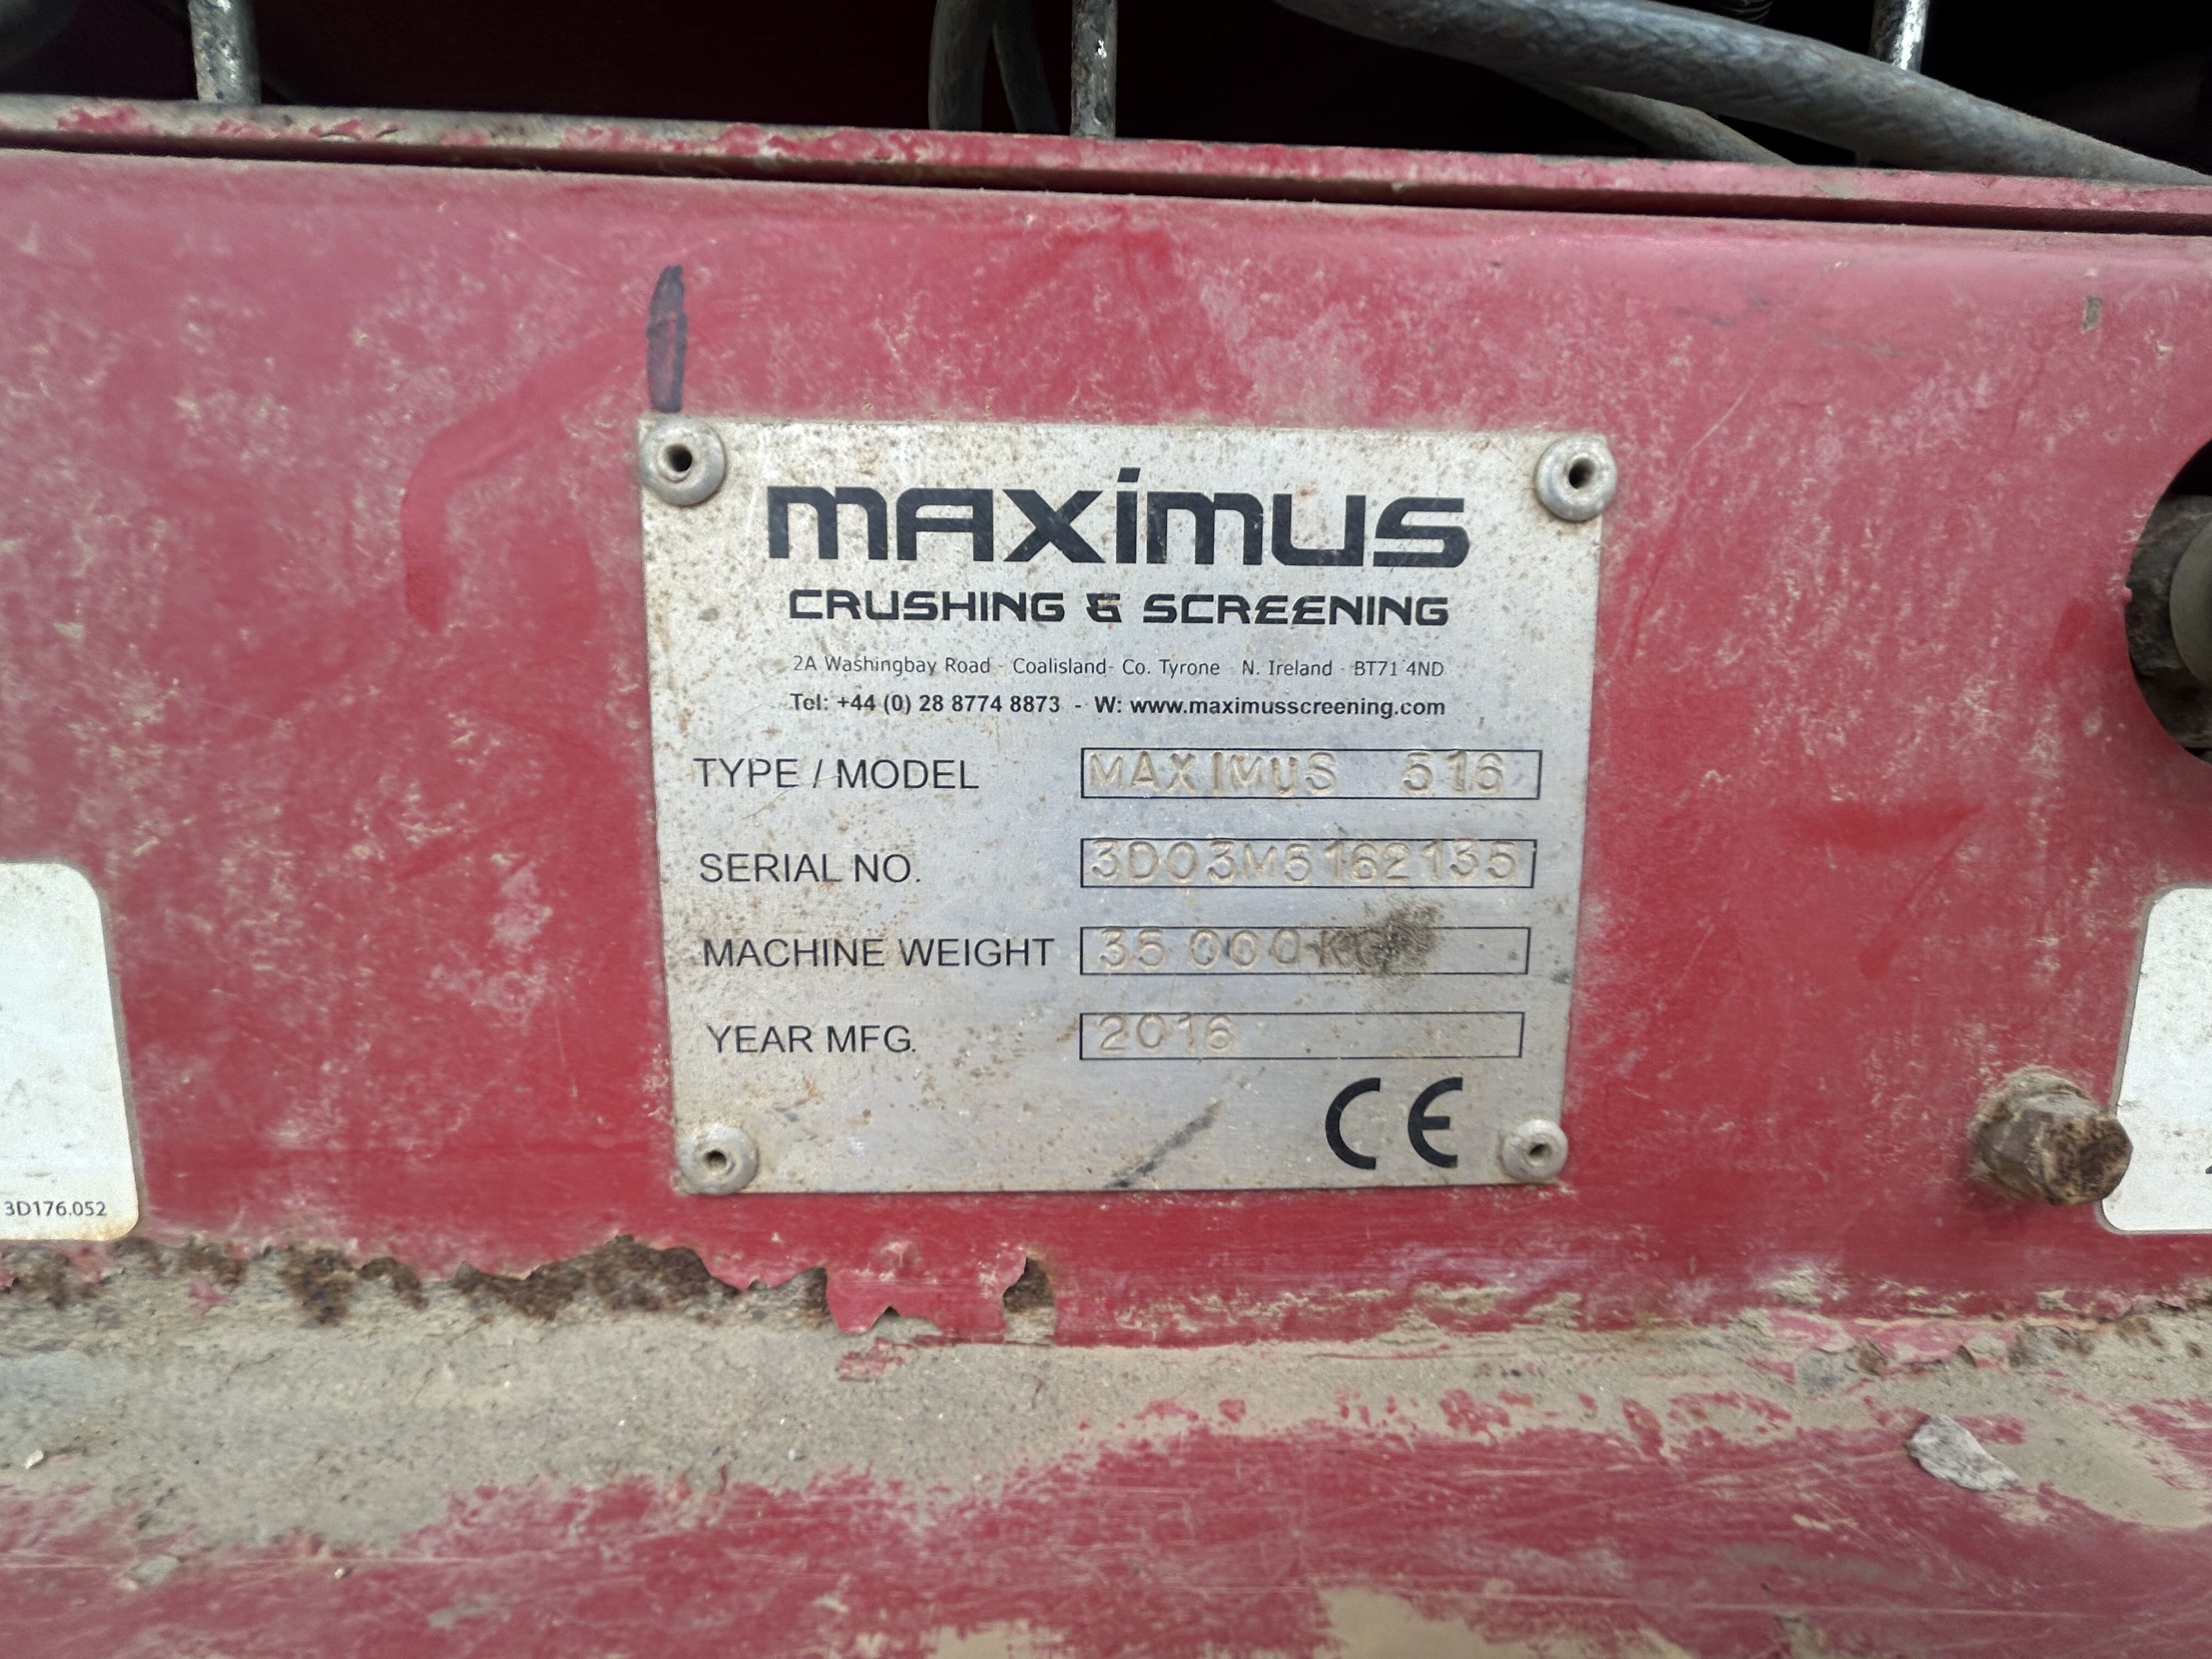 MAXIMUS
CRUSHING & SCREENING
2A Washingbay Road - Coalisland- Co. Tyrone - N. Ireland - BT71 4ND
Tel: +44 (0) 28 8774 8873 - W: www.maximusscreening.com
TYPE / MODEL MAXIMUS 516
SERIAL NO. 3D03M5162135
MACHINE WEIGHT 35 000 KG
YEAR MFG. 2016
CE
3D176.052